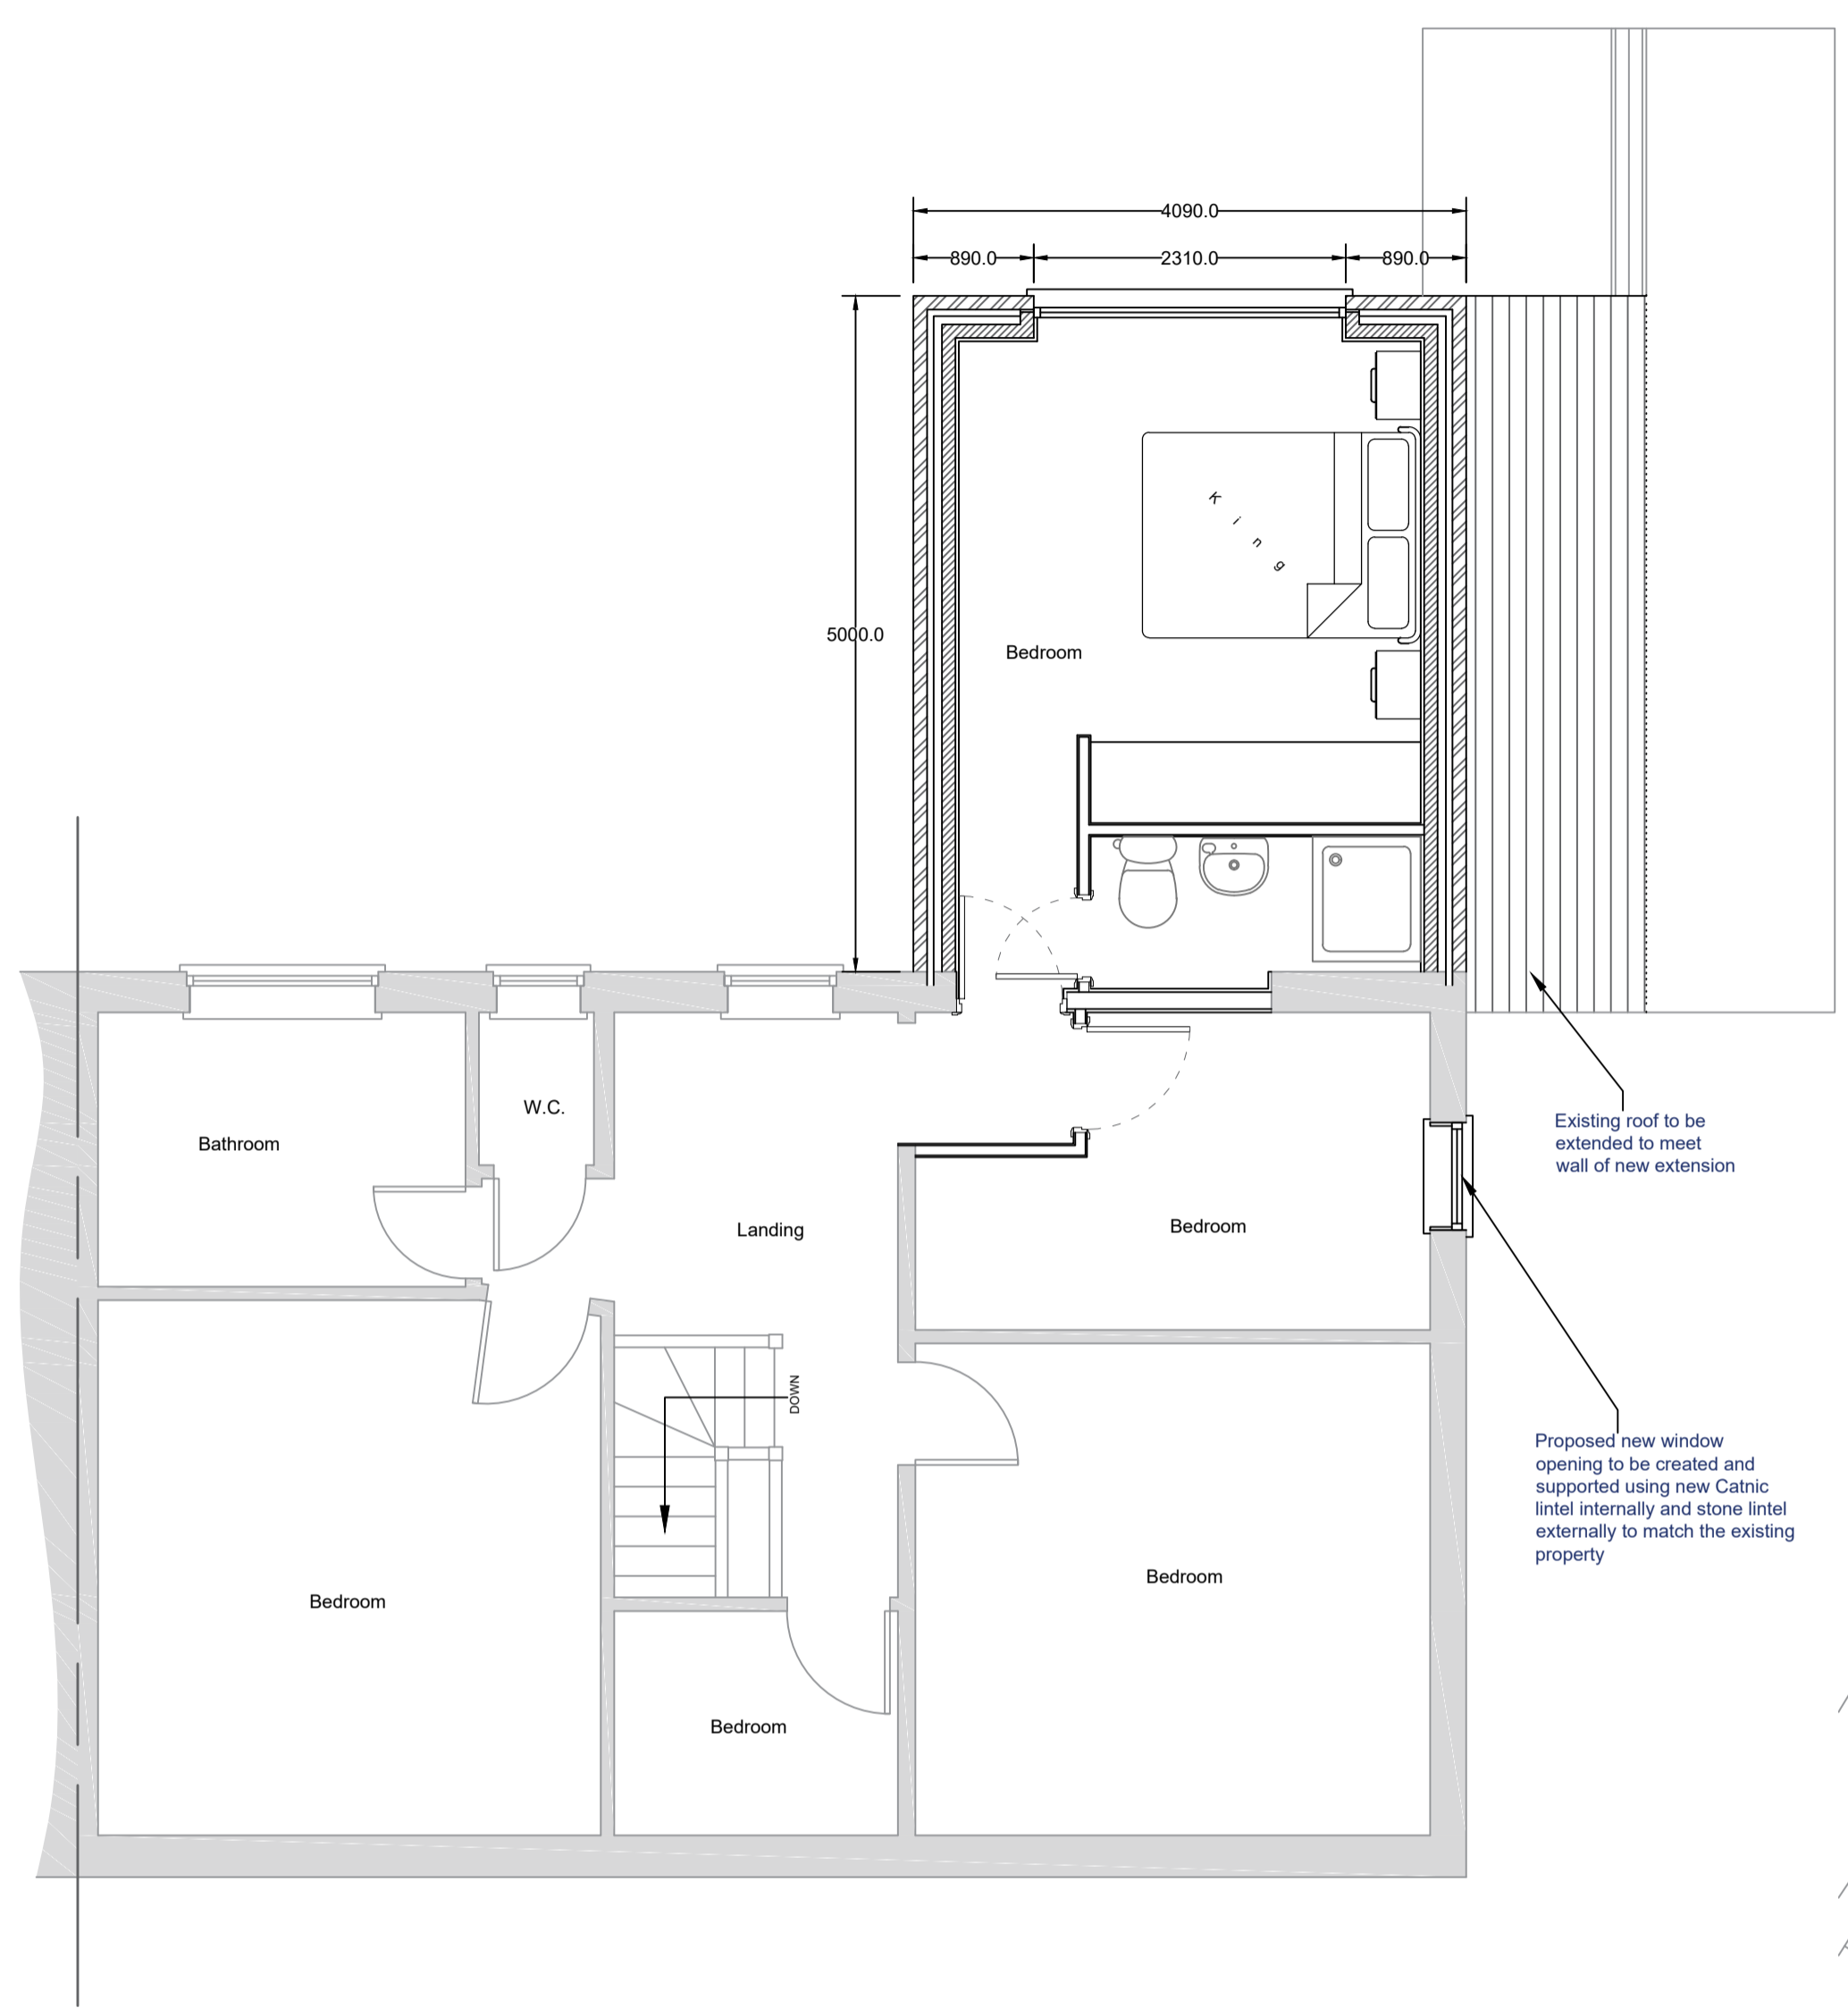 4090.0
890.0 2310.0 890.0
King
5000.0
Bedroom
W.C.
Bathroom
Existing roof to be
extended to meet
wall of new extension
Landing
Bedroom
DOWN
Proposed new window
opening to be created and
supported using new Catnic
lintel internally and stone lintel
externally to match the existing
property
Bedroom
Bedroom
Bedroom